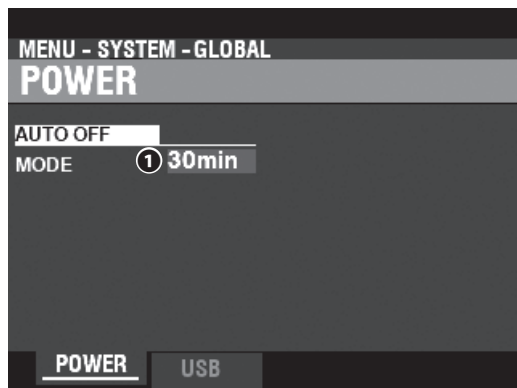 MENU - SYSTEM -GLOBAL
POWER
AUTO OFF
MODE 1 30min
POWER USB